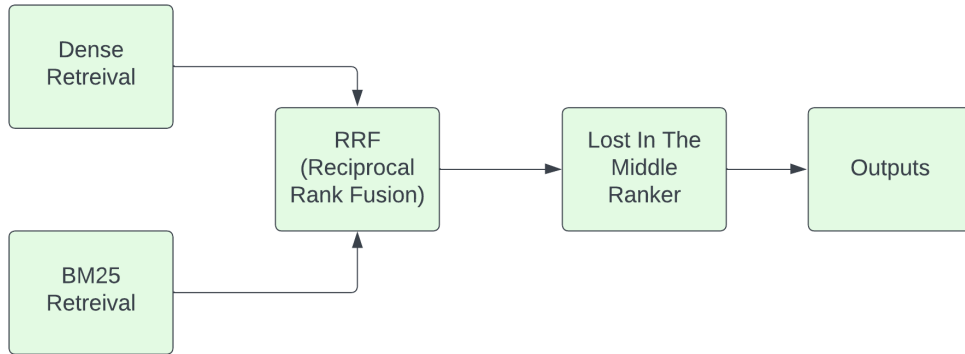 Dense
Retreival
RRF
(Reciprocal
Rank Fusion)
Lost In The
Middle
Ranker
Outputs
BM25
Retreival